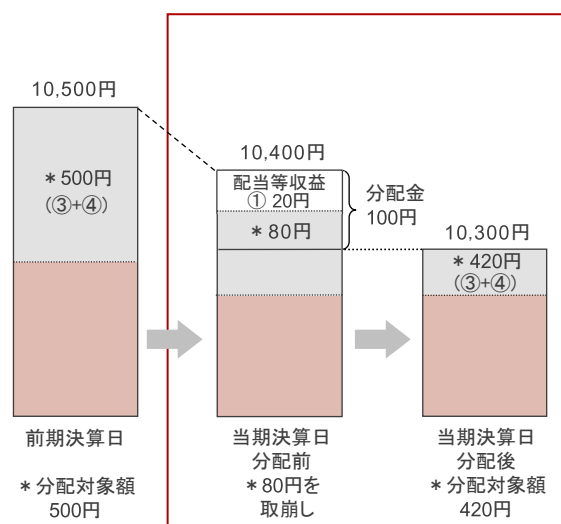 10,500円
＊500円
(③+④)
前期決算日
＊分配対象額
500円
10,400円
配当等収益
① 20円
＊80円
分配金
100円
当期決算日
分配前
＊80円を
取崩し
10,300円
＊420円
(③+④)
当期決算日
分配後
＊分配対象額
420円